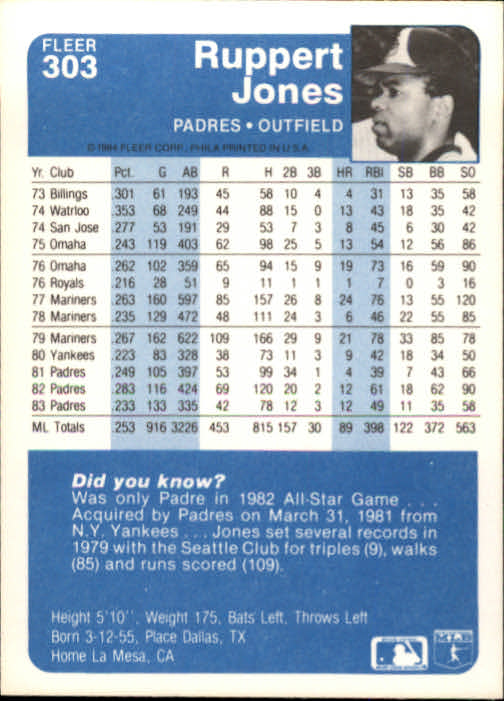 FLEER
303
Ruppert
Jones
PADRES • OUTFIELD
© 1984 FLEER CORP., PHILA PRINTED IN U.S.A.
Yr. Club Pct. G AB R H 2B 3B HR RBI SB BB SO
73 Billings .301 61 193 45 58 10 4 4 31 13 35 58
74 Watrloo .353 68 249 44 88 15 0 13 43 18 35 42
74 San Jose .277 53 191 29 53 7 3 8 45 6 30 42
75 Omaha .243 119 403 62 98 25 5 13 54 12 56 86
76 Omaha .262 102 359 65 94 15 9 19 73 16 59 90
76 Royals .216 28 51 9 11 1 1 1 7 0 3 16
77 Mariners .263 160 597 85 157 26 8 24 76 13 55 120
78 Mariners .235 129 472 48 111 24 3 6 46 22 55 85
79 Mariners .267 162 622 109 166 29 9 21 78 33 85 78
80 Yankees .223 83 328 38 73 11 3 9 42 18 34 50
81 Padres .249 105 397 53 99 34 1 4 39 7 43 66
82 Padres .283 116 424 69 120 20 2 12 61 18 62 90
83 Padres .233 133 335 42 78 12 3 12 49 11 35 58
ML Totals .253 916 3226 453 815 157 30 89 398 122 372 563
Did you know?
Was only Padre in 1982 All-Star Game . . .
Acquired by Padres on March 31, 1981 from
N.Y. Yankees . . . Jones set several records in
1979 with the Seattle Club for triples (9), walks
(85) and runs scored (109).
Height 5'10", Weight 175, Bats Left, Throws Left
Born 3-12-55, Place Dallas, TX
Home La Mesa, CA